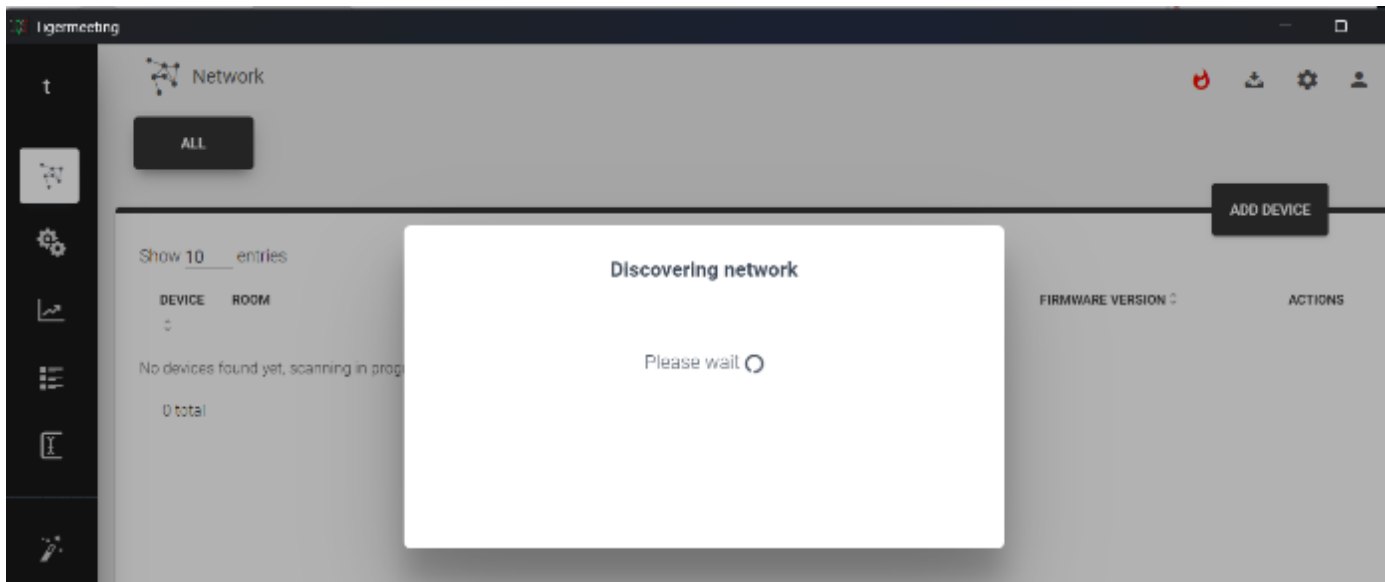 Tigermeeting
t
Network
ALL
ADD DEVICE
Show 10 entries
Discovering network
DEVICE ROOM FIRMWARE VERSION ACTIONS
Please wait
No devices found yet, scanning in prog
0 total